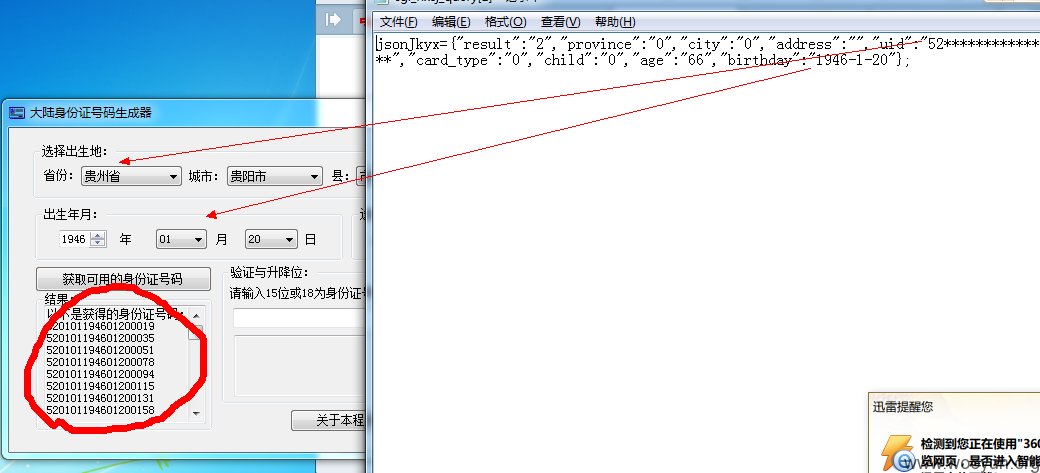 文件(F) 编辑(E) 格式(O) 查看(V) 帮助(H)
jsonJkyx={"result":"2","province":"0","city":"0","address":"","uid":"52*************
**","card_type":"0","child":"0","age":"66","birthday":"1946-1-20"};
大陆身份证号码生成器
选择出生地:
省份: 贵州省 城市: 贵阳市 县:
出生年月:
1946 年 01 月 20 日
获取可用的身份证号码
验证与升降位:
结果:
请输入15位或18为身份证号
以下是获得的身份证号码:
520101194601200019
520101194601200035
520101194601200051
520101194601200078
520101194601200094
520101194601200115
520101194601200131
520101194601200158
关于本程
迅雷提醒您
检测到您正在使用"360
览网页，是否进入智能